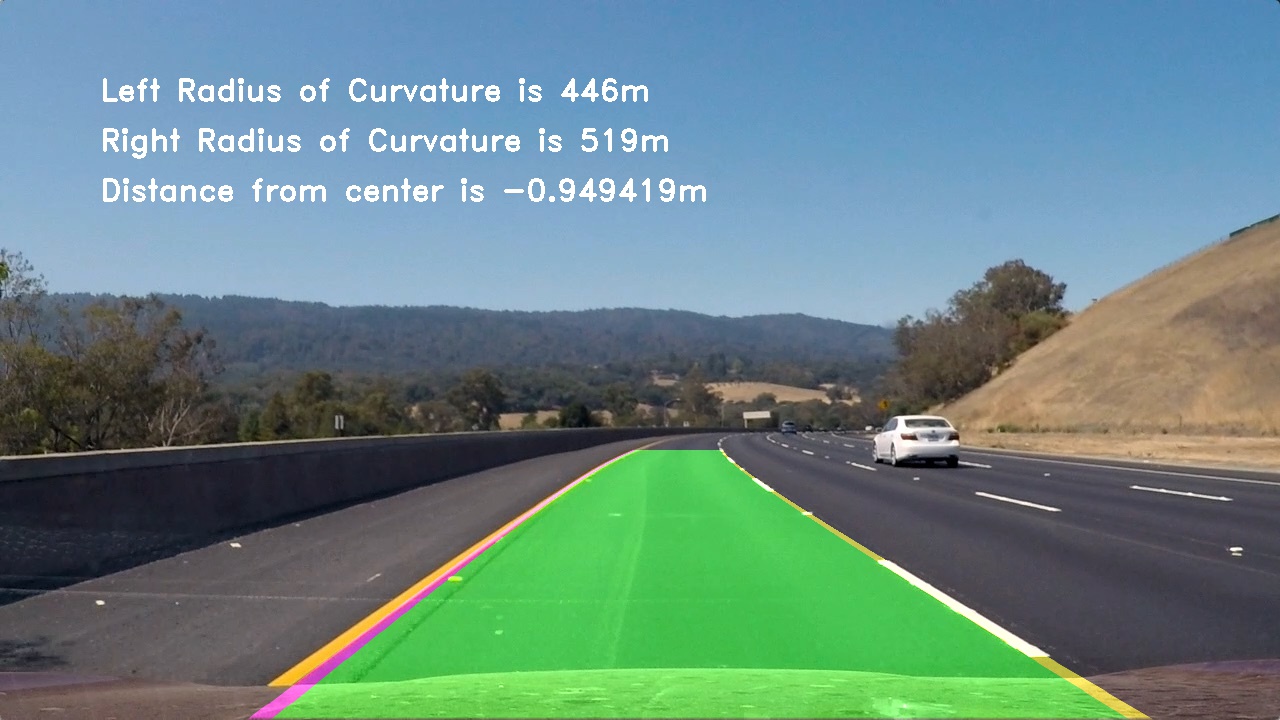 Left Radius of Curvature is 446m
Right Radius of Curvature is 519m
Distance from center is -0.949419m